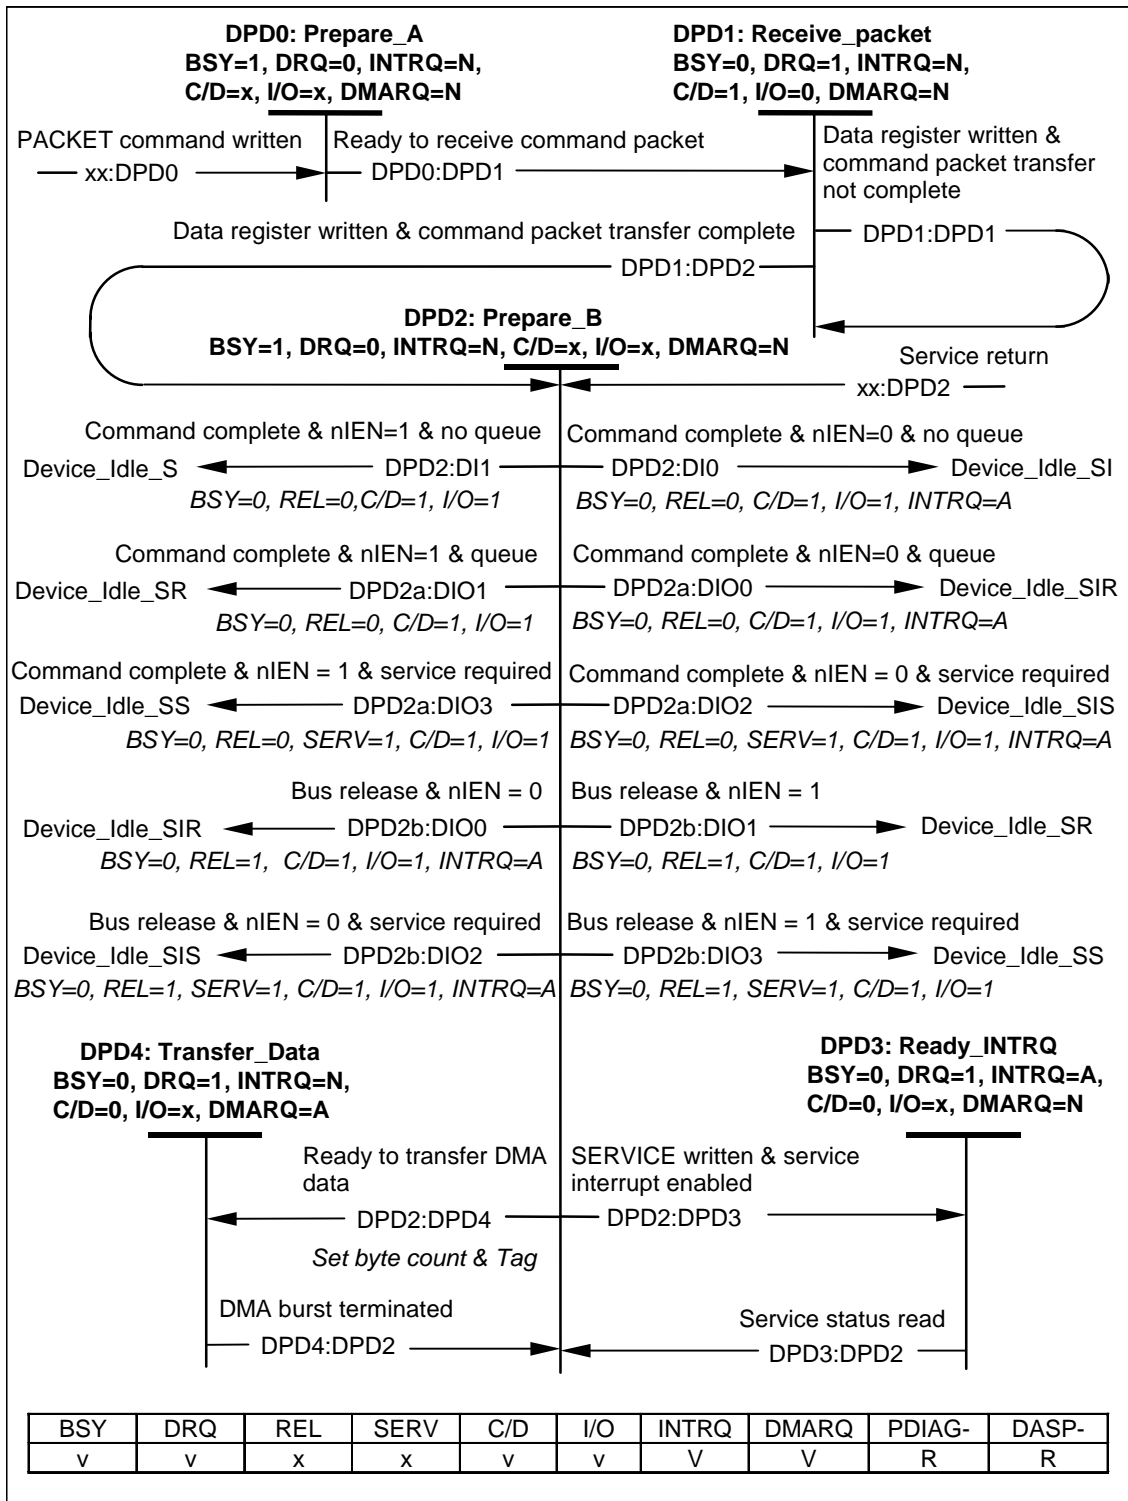 DPD0: Prepare_A
BSY=1, DRQ=0, INTRQ=N,
C/D=x, I/O=x, DMARQ=N
DPD1: Receive_packet
BSY=0, DRQ=1, INTRQ=N,
C/D=1, I/O=0, DMARQ=N
PACKET command written
xx:DPD0
Ready to receive command packet
DPD0:DPD1
Data register written &
command packet transfer
not complete
DPD1:DPD1
Data register written & command packet transfer complete
DPD1:DPD2
DPD2: Prepare_B
BSY=1, DRQ=0, INTRQ=N, C/D=x, I/O=x, DMARQ=N
Service return
xx:DPD2
Command complete & nIEN=1 & no queue
Device_Idle_S
DPD2:DI1
BSY=0, REL=0,C/D=1, I/O=1
Command complete & nIEN=0 & no queue
DPD2:DI0
Device_Idle_SI
BSY=0, REL=0, C/D=1, I/O=1, INTRQ=A
Command complete & nIEN=1 & queue
Device_Idle_SR
DPD2a:DIO1
BSY=0, REL=0, C/D=1, I/O=1
Command complete & nIEN=0 & queue
DPD2a:DIO0
Device_Idle_SIR
BSY=0, REL=0, C/D=1, I/O=1, INTRQ=A
Command complete & nIEN = 1 & service required
Device_Idle_SS
DPD2a:DIO3
BSY=0, REL=0, SERV=1, C/D=1, I/O=1
Command complete & nIEN = 0 & service required
DPD2a:DIO2
Device_Idle_SIS
BSY=0, REL=0, SERV=1, C/D=1, I/O=1, INTRQ=A
Bus release & nIEN = 0
Device_Idle_SIR
DPD2b:DIO0
BSY=0, REL=1, C/D=1, I/O=1, INTRQ=A
Bus release & nIEN = 1
DPD2b:DIO1
Device_Idle_SR
BSY=0, REL=1, C/D=1, I/O=1
Bus release & nIEN = 0 & service required
Device_Idle_SIS
DPD2b:DIO2
BSY=0, REL=1, SERV=1, C/D=1, I/O=1, INTRQ=A
Bus release & nIEN = 1 & service required
DPD2b:DIO3
Device_Idle_SS
BSY=0, REL=1, SERV=1, C/D=1, I/O=1
DPD4: Transfer_Data
BSY=0, DRQ=1, INTRQ=N,
C/D=0, I/O=x, DMARQ=A
DPD3: Ready_INTRQ
BSY=0, DRQ=1, INTRQ=A,
C/D=0, I/O=x, DMARQ=N
Ready to transfer DMA
data
DPD2:DPD4
Set byte count & Tag
SERVICE written & service
interrupt enabled
DPD2:DPD3
DMA burst terminated
DPD4:DPD2
Service status read
DPD3:DPD2
BSY DRQ REL SERV C/D I/O INTRQ DMARQ PDIAG- DASP-
v v x x v v V V R R